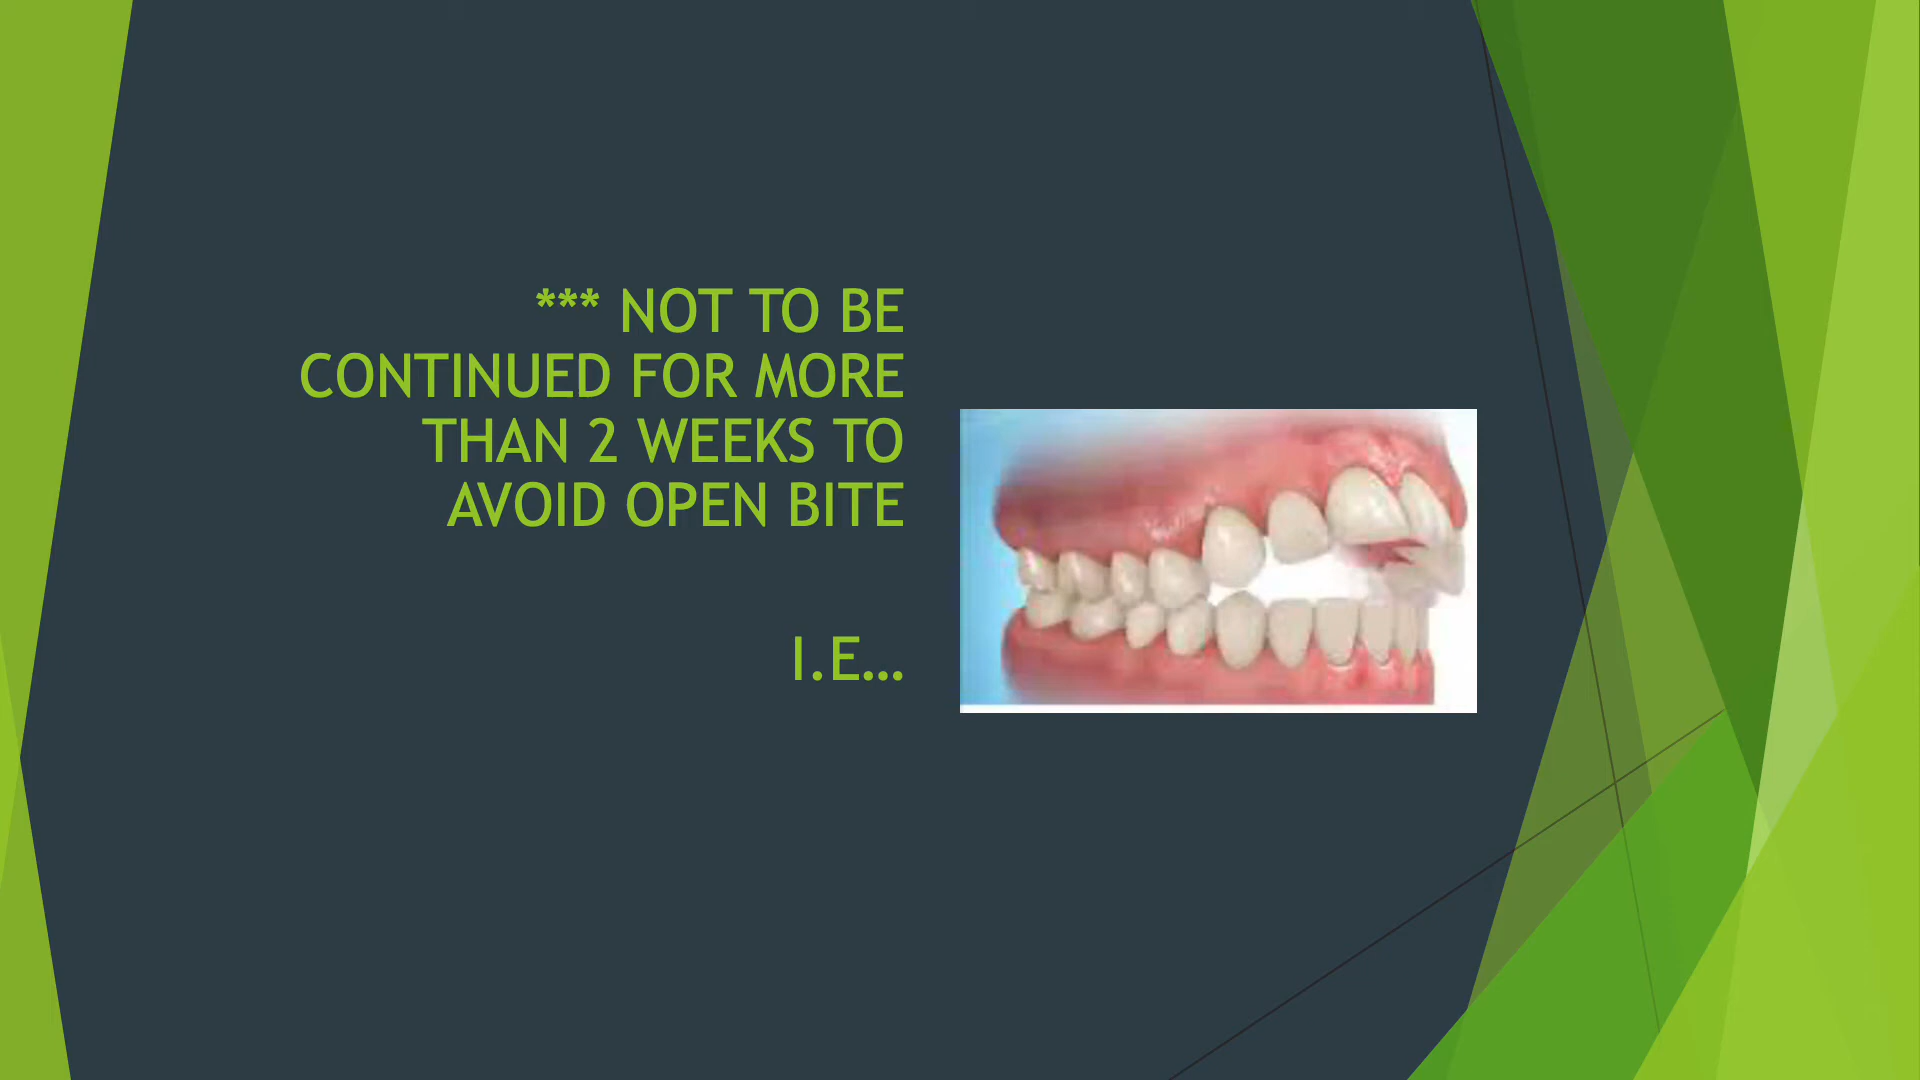 *** NOT TO BE
CONTINUED FOR MORE
THAN 2 WEEKS TO
AVOID OPEN BITE
I.E…